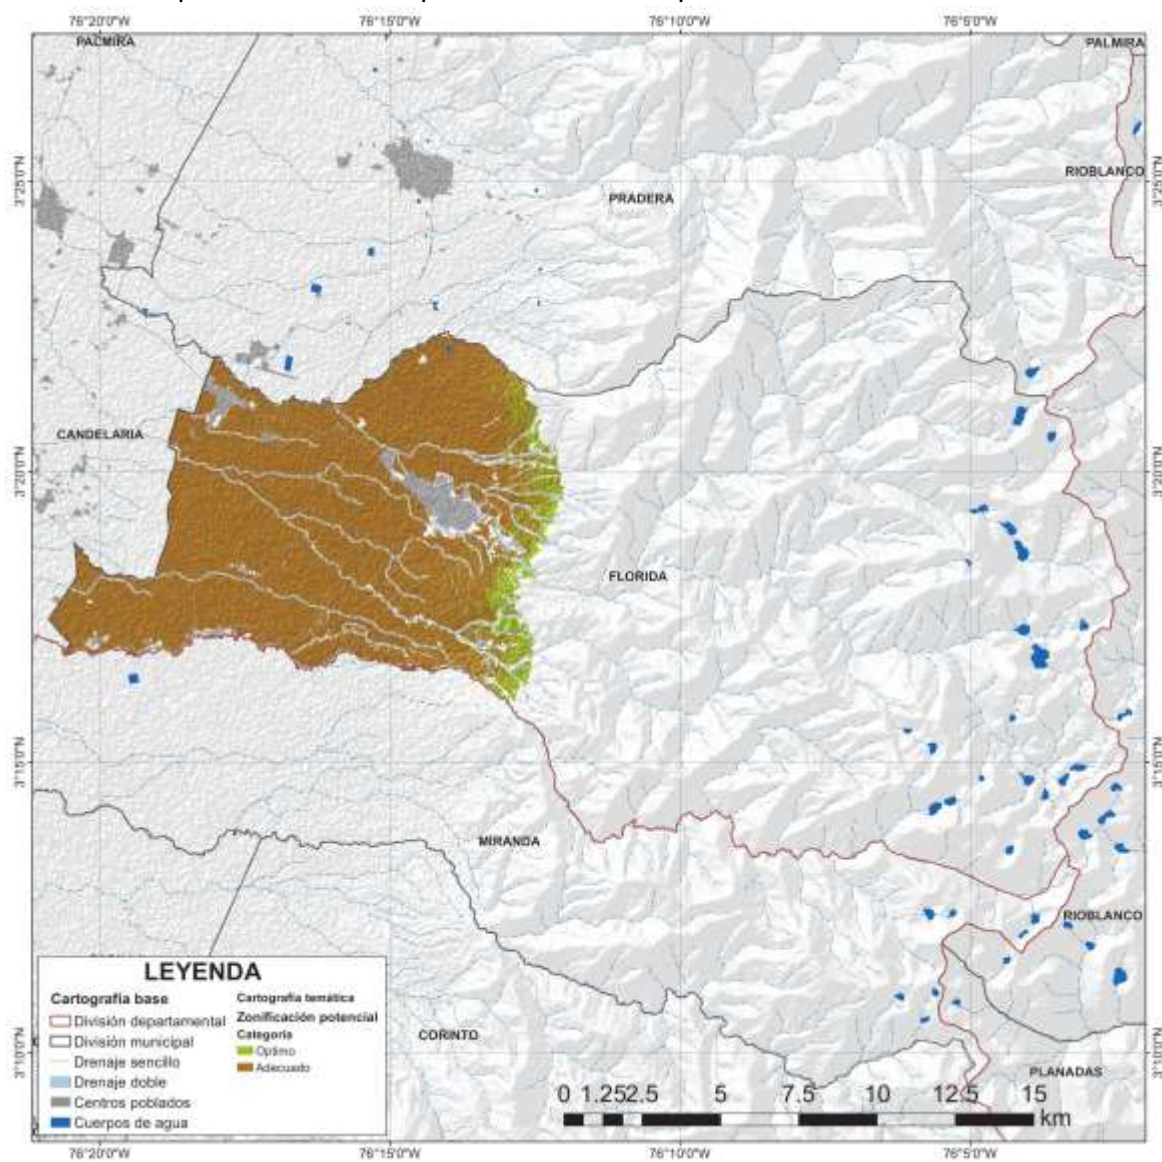 76°20'0"W 76°15'0"W 76°10'0"W 76°5'0"W
PALMIRA
PALMIRA
RIOBLANCO
3°25'0"N 3°25'0"N
PRADERA
CANDELARIA
3°20'0"N 3°20'0"N
FLORIDA
3°15'0"N 3°15'0"N
MIRANDA
RIOBLANCO
CORINTO
3°10'0"N 3°10'0"N
PLANADAS
LEYENDA
Cartografía base
División departamental
División municipal
Drenaje sencillo
Drenaje doble
Centros poblados
Cuerpos de agua
Cartografía temática
Zonificación potencial
Categoría
Optimo
Adecuado
0 1.252.5 5 7.5 10 12.5 15
km
76°20'0"W 76°15'0"W 76°10'0"W 76°5'0"W